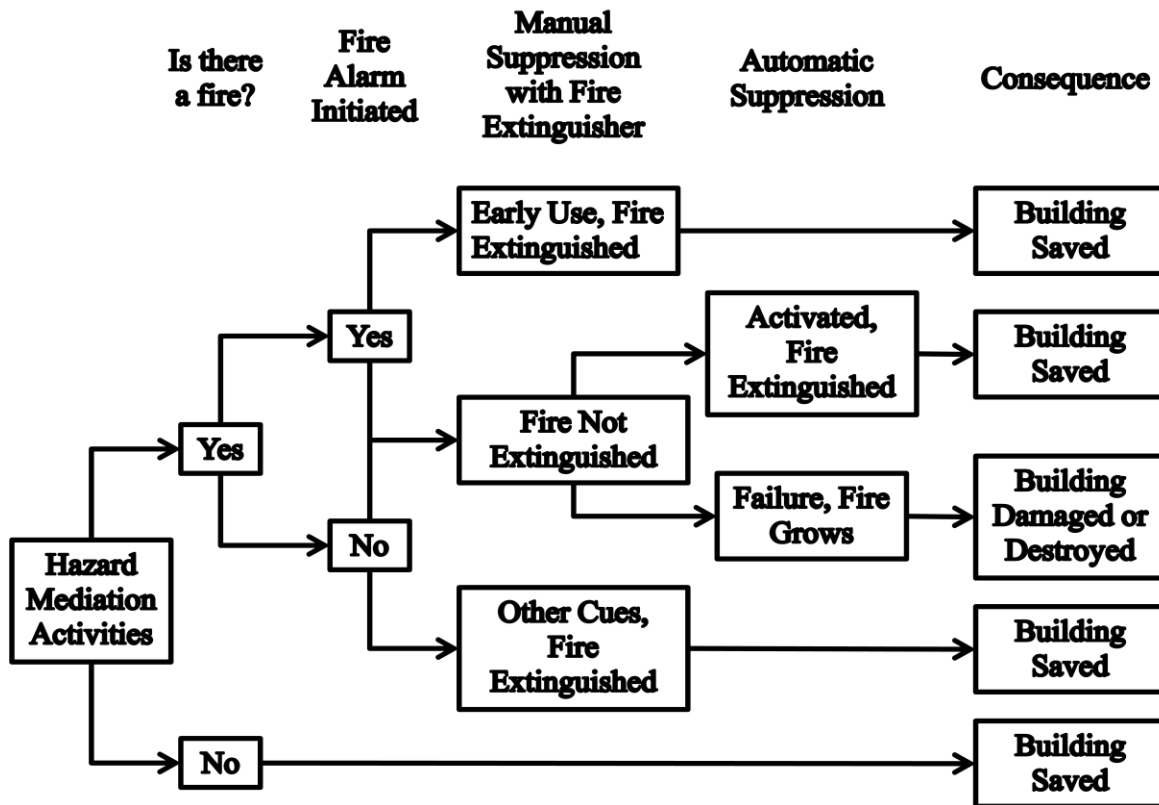 Is there
a fire?
Fire
Alarm
Initiated
Manual
Suppression
with Fire
Extinguisher
Automatic
Suppression
Consequence
Early Use, Fire
Extinguished
Building
Saved
Yes
Activated,
Fire
Extinguished
Building
Saved
Yes
Fire Not
Extinguished
Failure, Fire
Grows
Building
Damaged or
Destroyed
No
Hazard
Mediation
Activities
Other Cues,
Fire
Extinguished
Building
Saved
No
Building
Saved